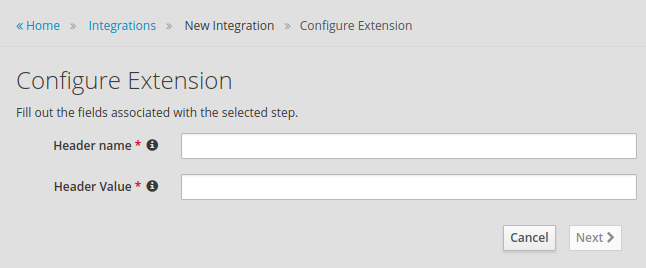 « Home » Integrations » New Integration » Configure Extension
Configure Extension
Fill out the fields associated with the selected step.
Header name *
Header Value *
Cancel Next